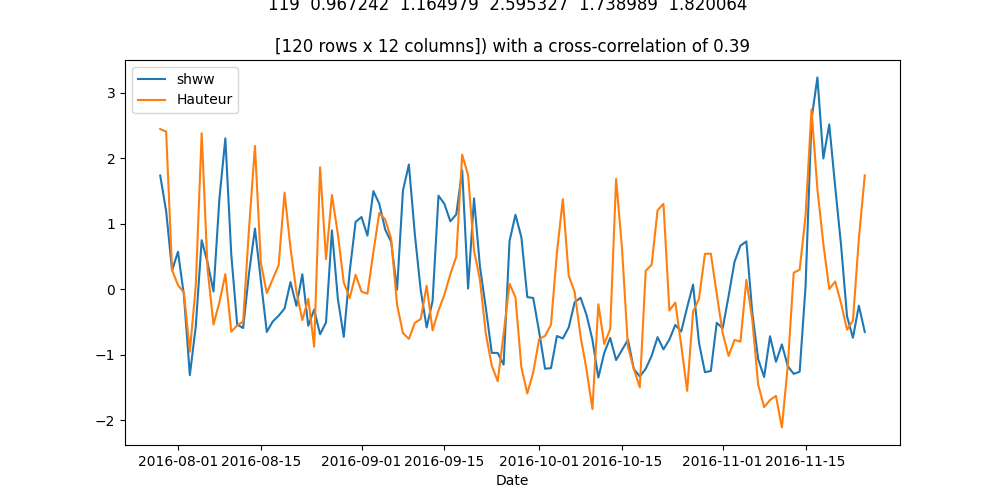 119 0.967242 1.164979 2.595327 1.738989 1.820064
[120 rows x 12 columns]) with a cross-correlation of 0.39
shww
Hauteur
3
2
1
0
−1
−2
2016-08-01 2016-08-15 2016-09-01 2016-09-15 2016-10-01 2016-10-15 2016-11-01 2016-11-15
Date